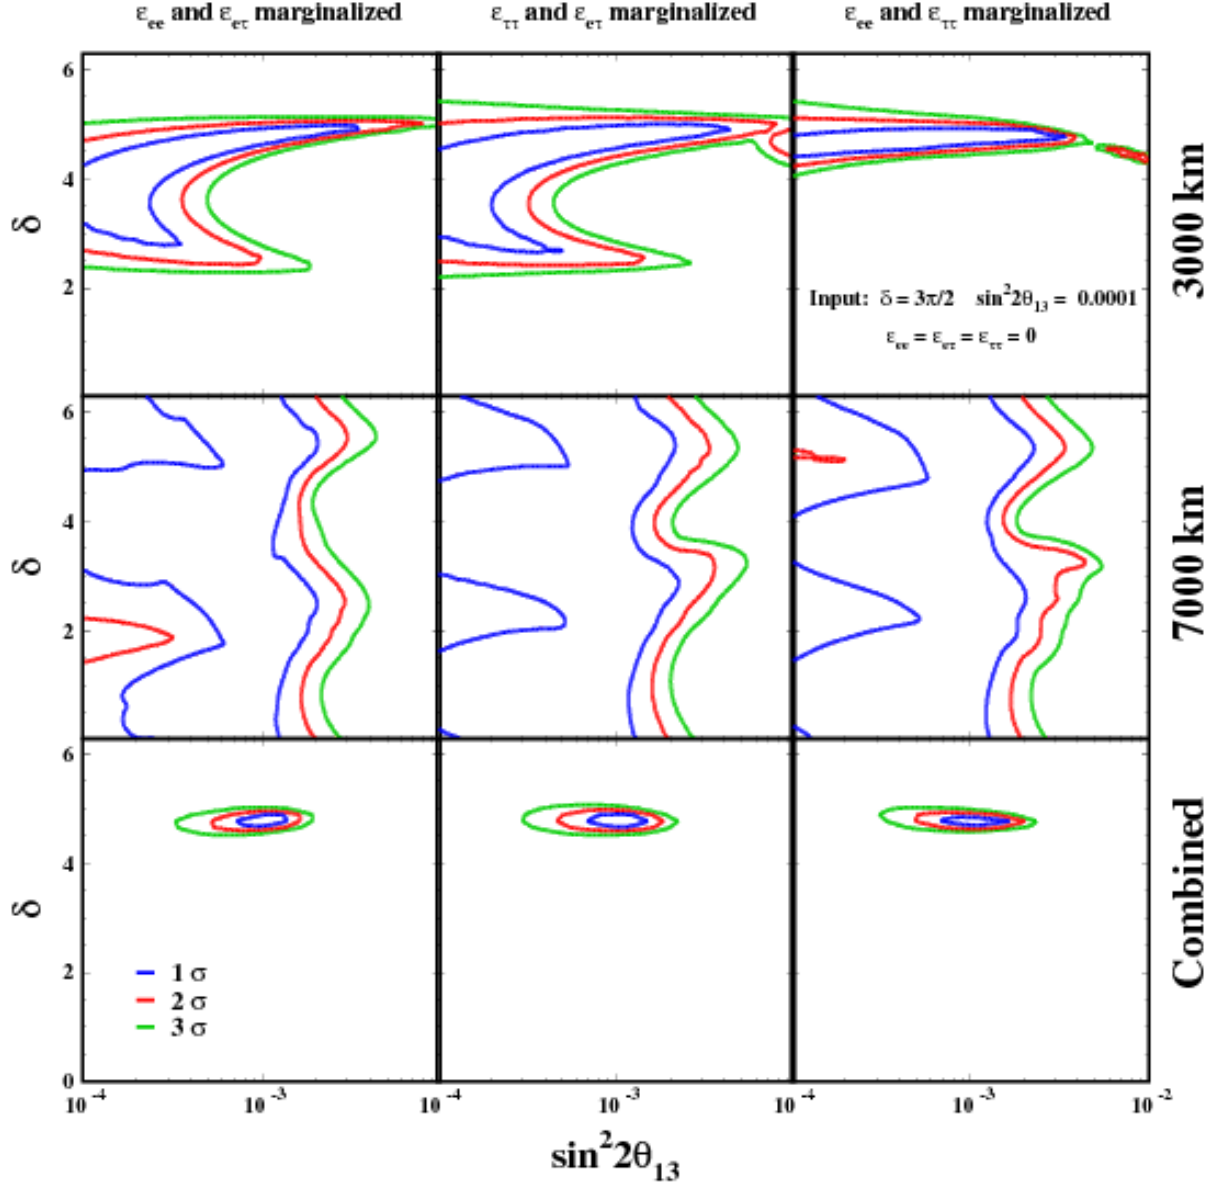 ε_ee and ε_eτ marginalized
ε_ττ and ε_eτ marginalized
ε_ee and ε_ττ marginalized
6
4
2
δ
3000 km
Input: δ = 3π/2 sin²2θ₁₃ = 0.0001
ε_ee = ε_eτ = ε_ττ = 0
6
4
2
δ
7000 km
6
4
2
0
δ
Combined
1 σ
2 σ
3 σ
10⁻⁴ 10⁻³ 10⁻⁴ 10⁻³ 10⁻⁴ 10⁻³ 10⁻²
sin²2θ₁₃